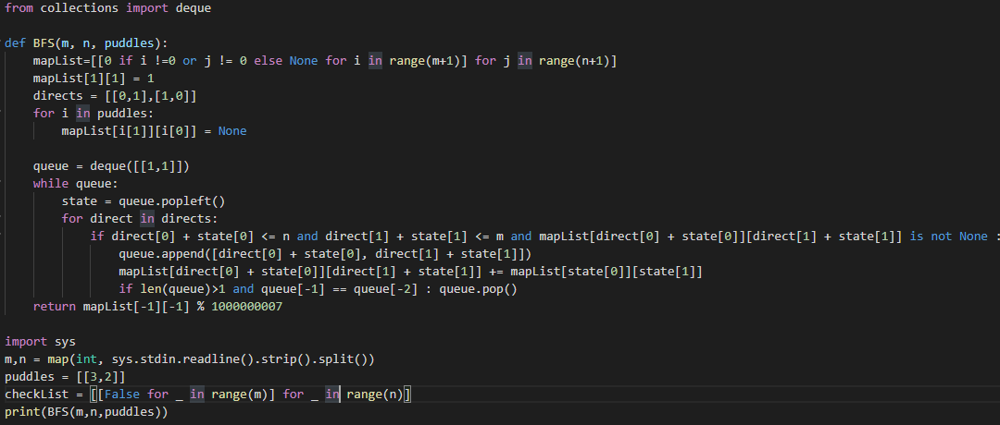 from collections import deque
def BFS(m, n, puddles):
mapList=[[0 if i !=0 or j != 0 else None for i in range(m+1)] for j in range(n+1)]
mapList[1][1] = 1
directs = [[0,1],[1,0]]
for i in puddles:
mapList[i[1]][i[0]] = None
queue = deque([[1,1]])
while queue:
state = queue.popleft()
for direct in directs:
if direct[0] + state[0] <= n and direct[1] + state[1] <= m and mapList[direct[0] + state[0]][direct[1] + state[1]] is not None :
queue.append([direct[0] + state[0], direct[1] + state[1]])
mapList[direct[0] + state[0]][direct[1] + state[1]] += mapList[state[0]][state[1]]
if len(queue)>1 and queue[-1] == queue[-2] : queue.pop()
return mapList[-1][-1] % 1000000007
import sys
m,n = map(int, sys.stdin.readline().strip().split())
puddles = [[3,2]]
checkList = [[False for _ in range(m)] for _ in range(n)]
print(BFS(m,n,puddles))